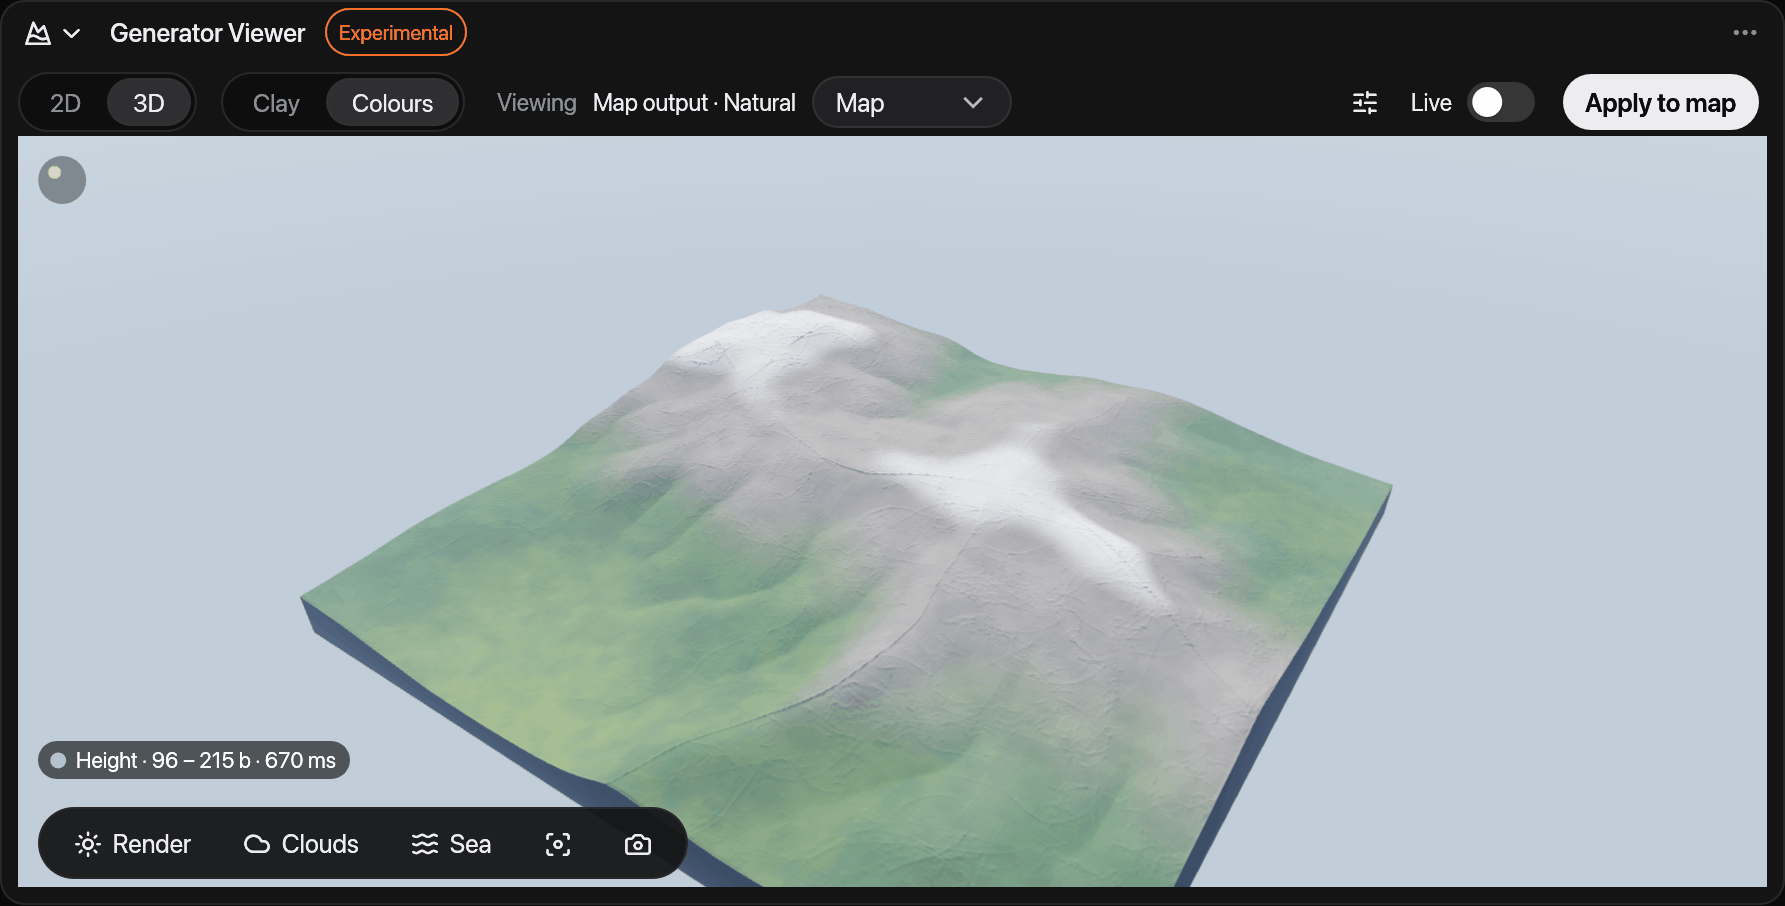 Generator Viewer Experimental
2D 3D Clay Colours Viewing Map output · Natural Map Live Apply to map
Height · 96 – 215 b · 670 ms
Render Clouds Sea